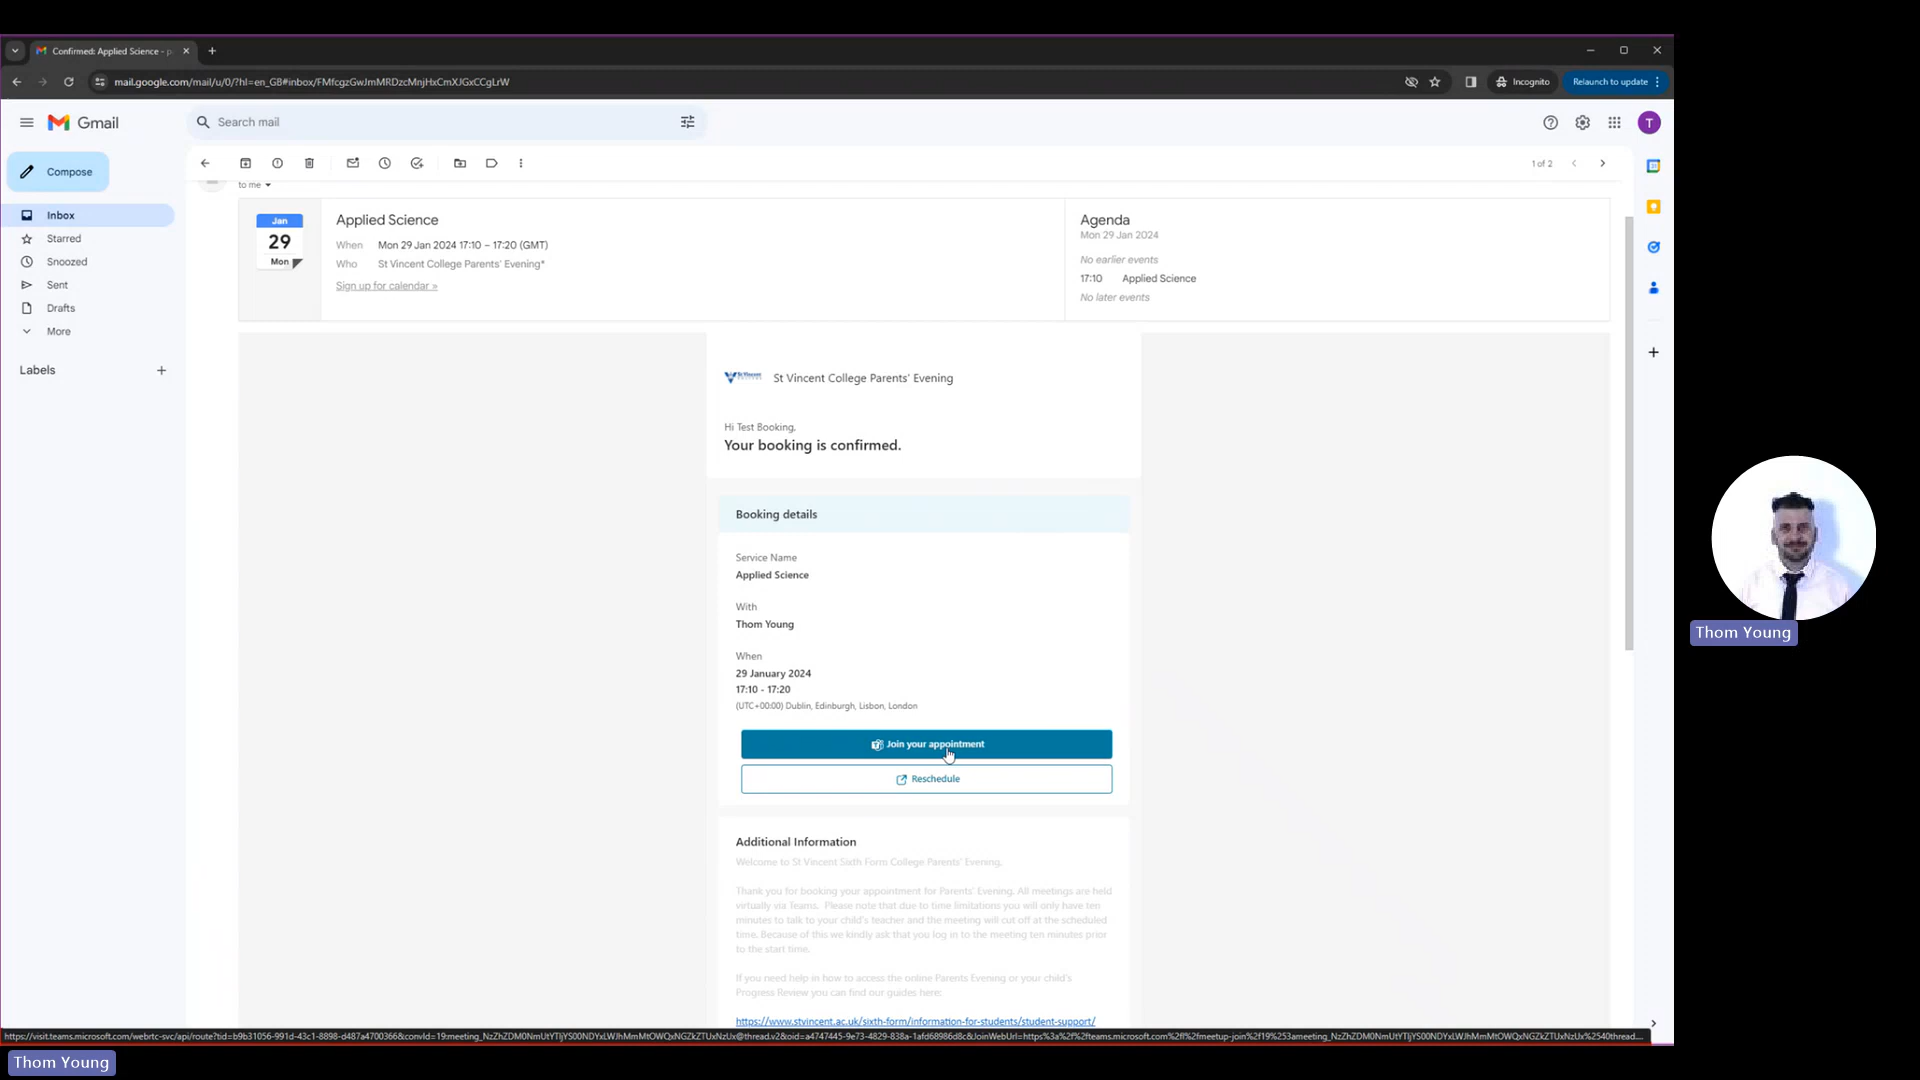 Confirmed: Applied Science - p
mail.google.com/mail/u/0/?hl=en_GB#inbox/FMfcgzGwJmMRDzcMnjHxCmXJGxCCgLrW
Incognito
Relaunch to update
Gmail
Search mail
T
Compose
1 of 2
Inbox
Starred
Snoozed
Sent
Drafts
More
Labels
to me
Jan
29
Mon
Applied Science
When Mon 29 Jan 2024 17:10 – 17:20 (GMT)
Who St Vincent College Parents' Evening*
Sign up for calendar »
Agenda
Mon 29 Jan 2024
No earlier events
17:10 Applied Science
No later events
St Vincent
St Vincent College Parents' Evening
Hi Test Booking,
Your booking is confirmed.
Booking details
Service Name
Applied Science
With
Thom Young
When
29 January 2024
17:10 - 17:20
(UTC+00:00) Dublin, Edinburgh, Lisbon, London
Join your appointment
Reschedule
Additional Information
Welcome to St Vincent Sixth Form College Parents' Evening.
Thank you for booking your appointment for Parents' Evening. All meetings are held
virtually via Teams. Please note that due to time limitations you will only have ten
minutes to talk to your child's teacher and the meeting will cut off at the scheduled
time. Because of this we kindly ask that you log in to the meeting ten minutes prior
to the start time.
If you need help in how to access the online Parents Evening or your child's
Progress Review you can find our guides here:
https://www.stvincent.ac.uk/sixth-form/information-for-students/student-support/
Thom Young
Thom Young